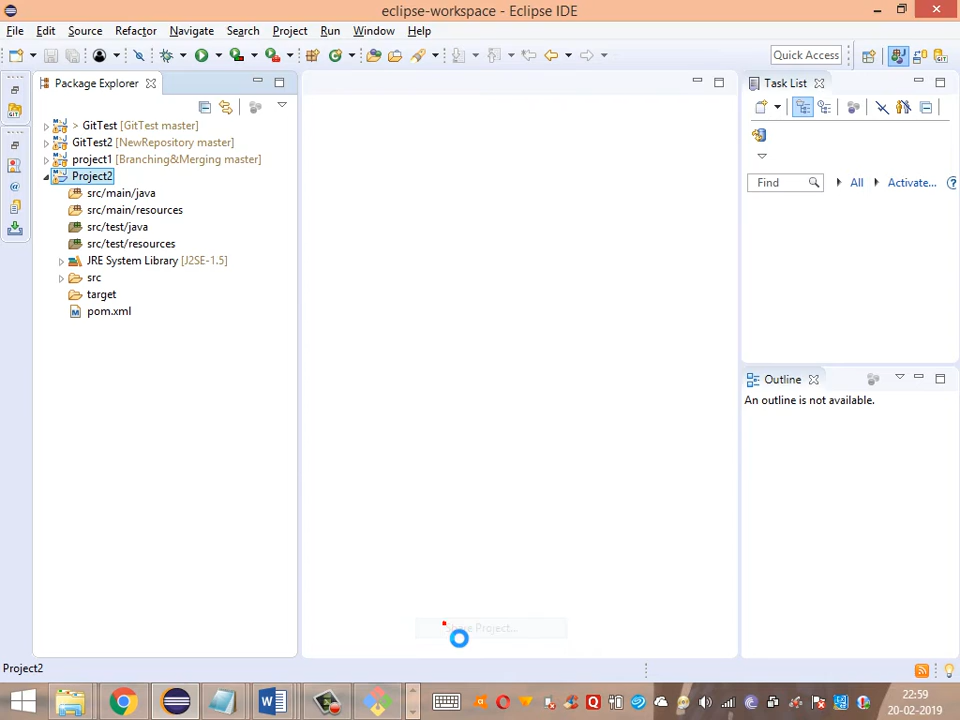 eclipse-workspace - Eclipse IDE
File Edit Source Refactor Navigate Search Project Run Window Help
Quick Access
Package Explorer
> GitTest [GitTest master]
GitTest2 [NewRepository master]
project1 [Branching&Merging master]
Project2
src/main/java
src/main/resources
src/test/java
src/test/resources
JRE System Library [J2SE-1.5]
src
target
pom.xml
Share Project...
Task List
Find All Activate...
Outline
An outline is not available.
Project2
22:59
20-02-2019